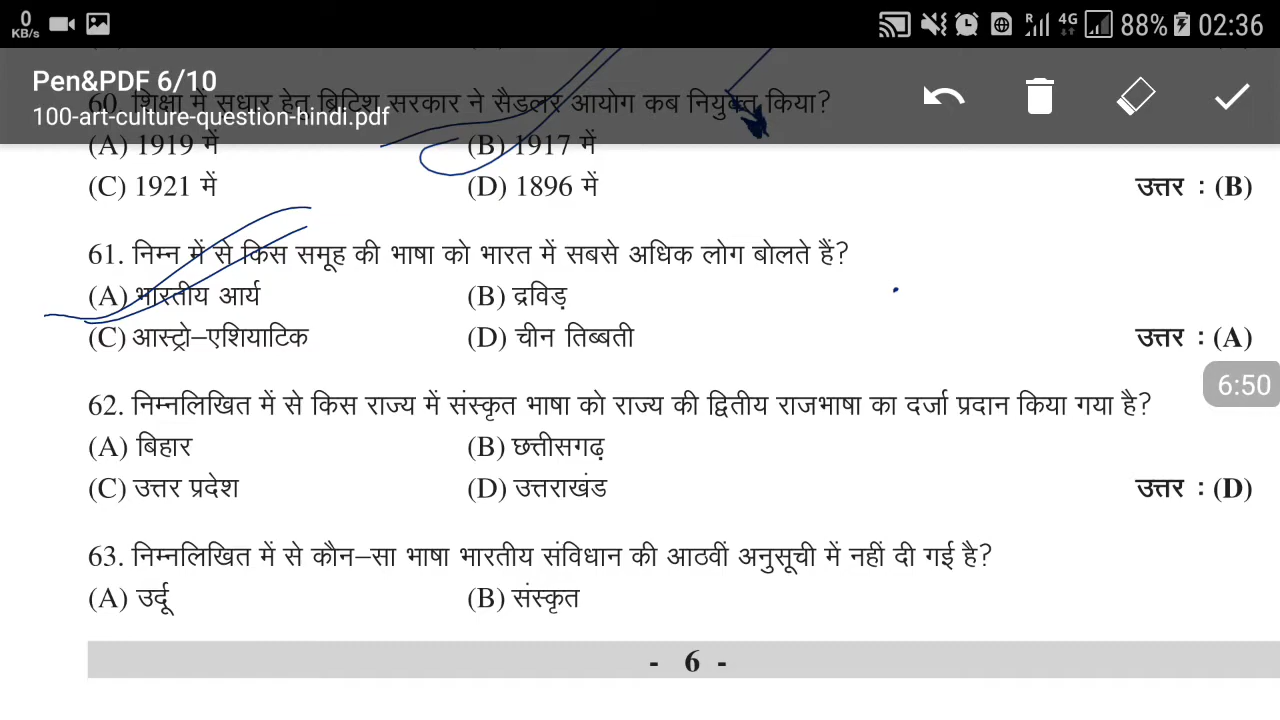 0
KB/s
R
4G
88%
02:36
Pen&PDF 6/10
100-art-culture-question-hindi.pdf
60. शिक्षा में सुधार हेतु ब्रिटिश सरकार ने सैडलर आयोग कब नियुक्त किया?
(A) 1919 में (B) 1917 में
(C) 1921 में (D) 1896 में उत्तर : (B)
61. निम्न में से किस समूह की भाषा को भारत में सबसे अधिक लोग बोलते हैं?
(A) भारतीय आर्य (B) द्रविड़
(C) आस्ट्रो–एशियाटिक (D) चीन तिब्बती उत्तर : (A)
6:50
62. निम्नलिखित में से किस राज्य में संस्कृत भाषा को राज्य की द्वितीय राजभाषा का दर्जा प्रदान किया गया है?
(A) बिहार (B) छत्तीसगढ़
(C) उत्तर प्रदेश (D) उत्तराखंड उत्तर : (D)
63. निम्नलिखित में से कौन–सा भाषा भारतीय संविधान की आठवीं अनुसूची में नहीं दी गई है?
(A) उर्दू (B) संस्कृत
- 6 -